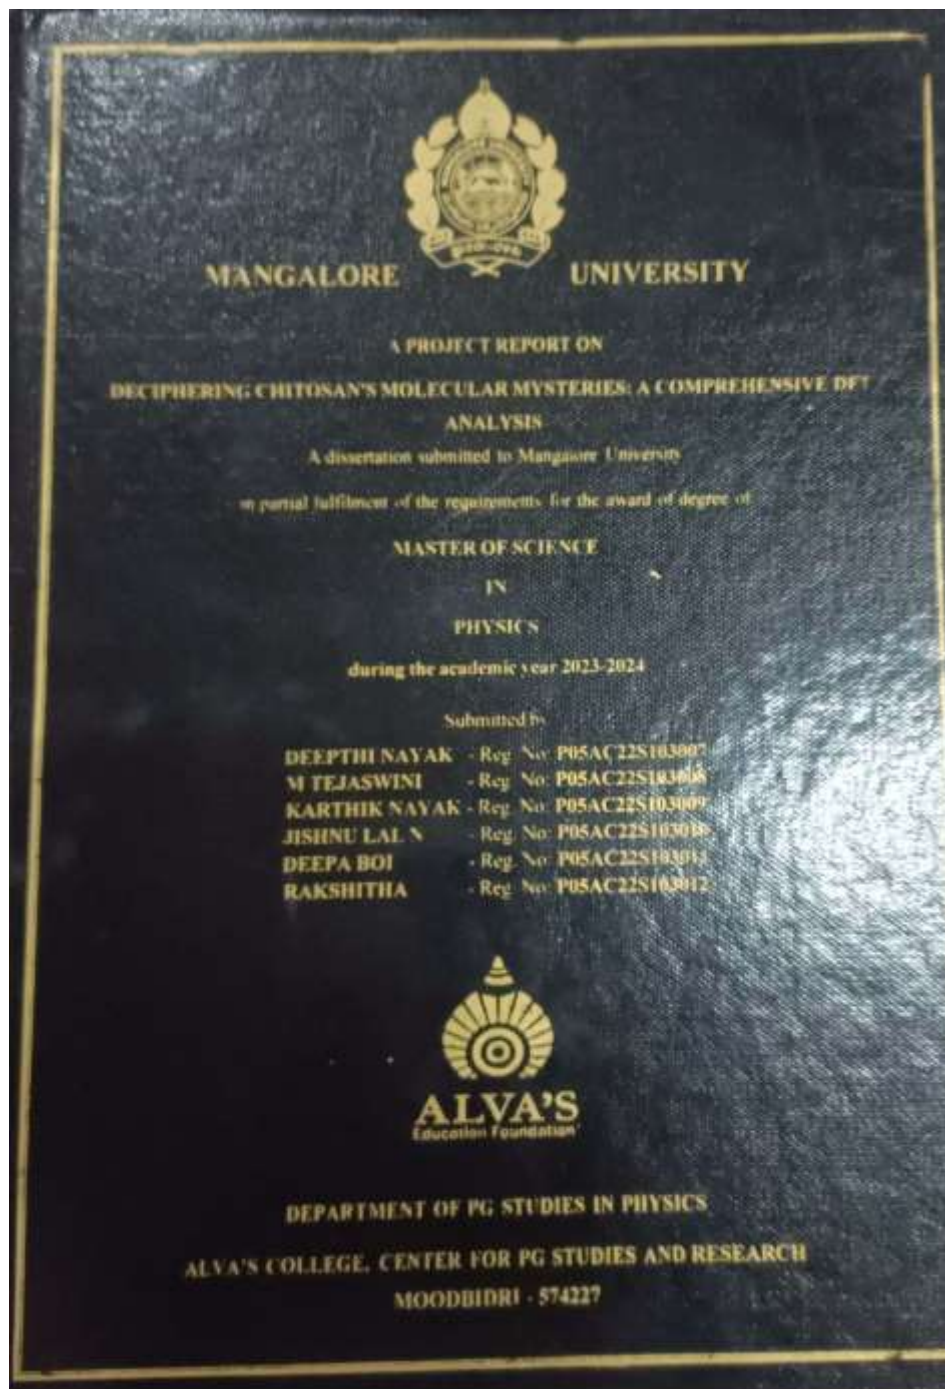 MANGALORE UNIVERSITY
A PROJECT REPORT ON
DECIPHERING CHITOSAN'S MOLECULAR MYSTERIES: A COMPREHENSIVE DFT
ANALYSIS
A dissertation submitted to Mangalore University
in partial fulfilment of the requirements for the award of degree of
MASTER OF SCIENCE
IN
PHYSICS
during the academic year 2023-2024
Submitted by
DEEPTHI NAYAK - Reg. No: P05AC22S103007
M TEJASWINI - Reg. No: P05AC22S103008
KARTHIK NAYAK - Reg. No: P05AC22S103009
JISHNU LAL N - Reg. No:
DEEPA BOI - Reg. No:
RAKSHITHA - Reg. No: P05AC22S103012
ALVA'S
Education Foundation
DEPARTMENT OF PG STUDIES IN PHYSICS
ALVA'S COLLEGE, CENTER FOR PG STUDIES AND RESEARCH
MOODBIDRI - 574227